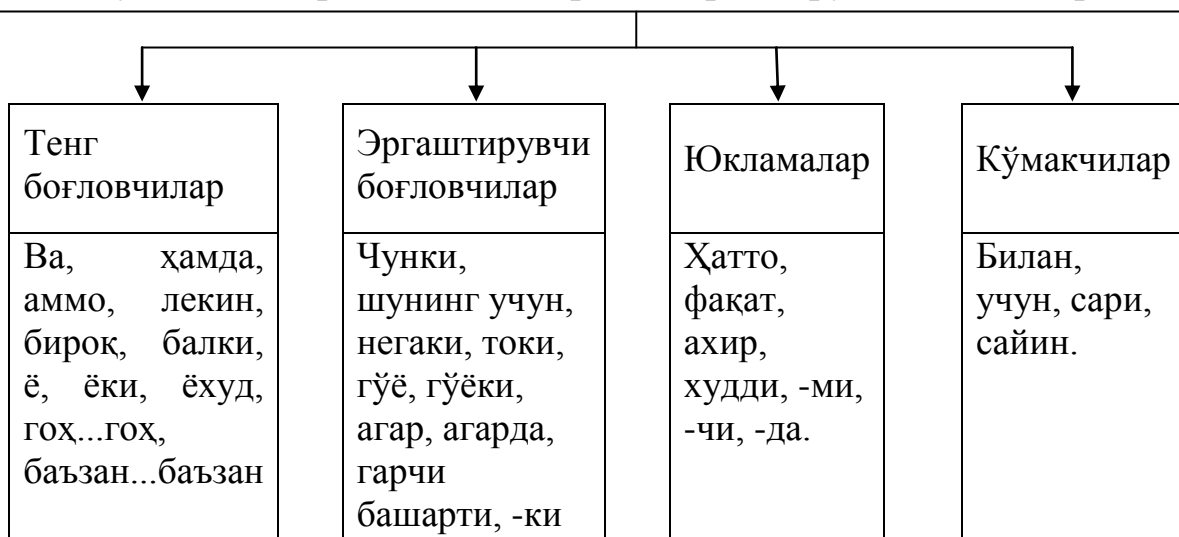 Тенг
боғловчилар
Ва, ҳамда,
аммо, лекин,
бироқ, балки,
ё, ёки, ёхуд,
гоҳ...гоҳ,
баъзан...баъзан
Эргаштирувчи
боғловчилар
Чунки,
шунинг учун,
негаки, токи,
гўё, гўёки,
агар, агарда,
гарчи
башарти, -ки
Юкламалар
Ҳатто,
фақат,
ахир,
худди, -ми,
-чи, -да.
Кўмакчилар
Билан,
учун, сари,
сайин.